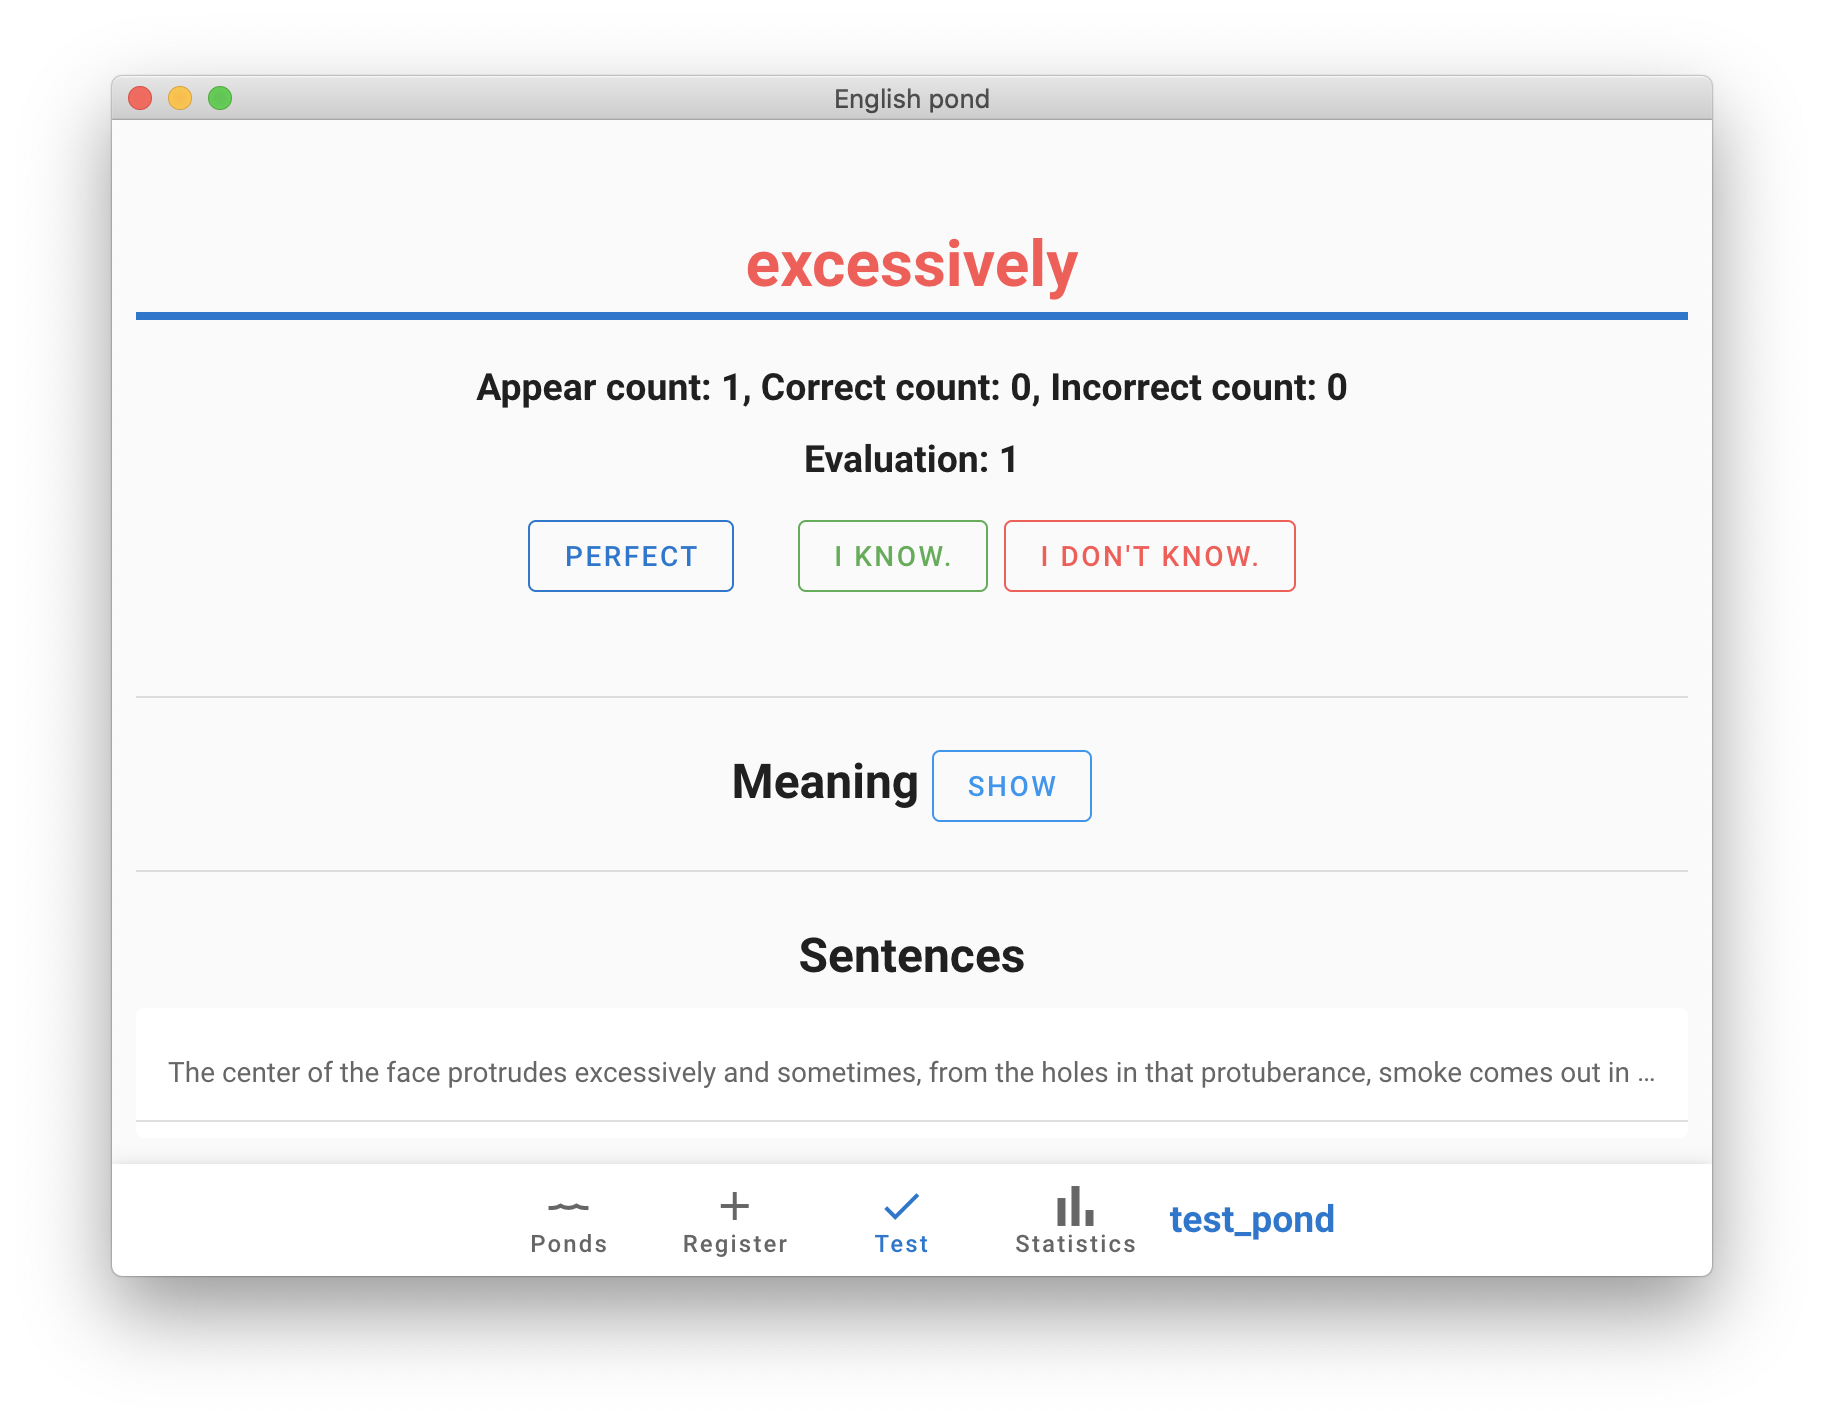 English pond
excessively
Appear count: 1, Correct count: 0, Incorrect count: 0
Evaluation: 1
PERFECT I KNOW. I DON'T KNOW.
Meaning SHOW
Sentences
The center of the face protrudes excessively and sometimes, from the holes in that protuberance, smoke comes out in ...
Ponds Register Test Statistics test_pond